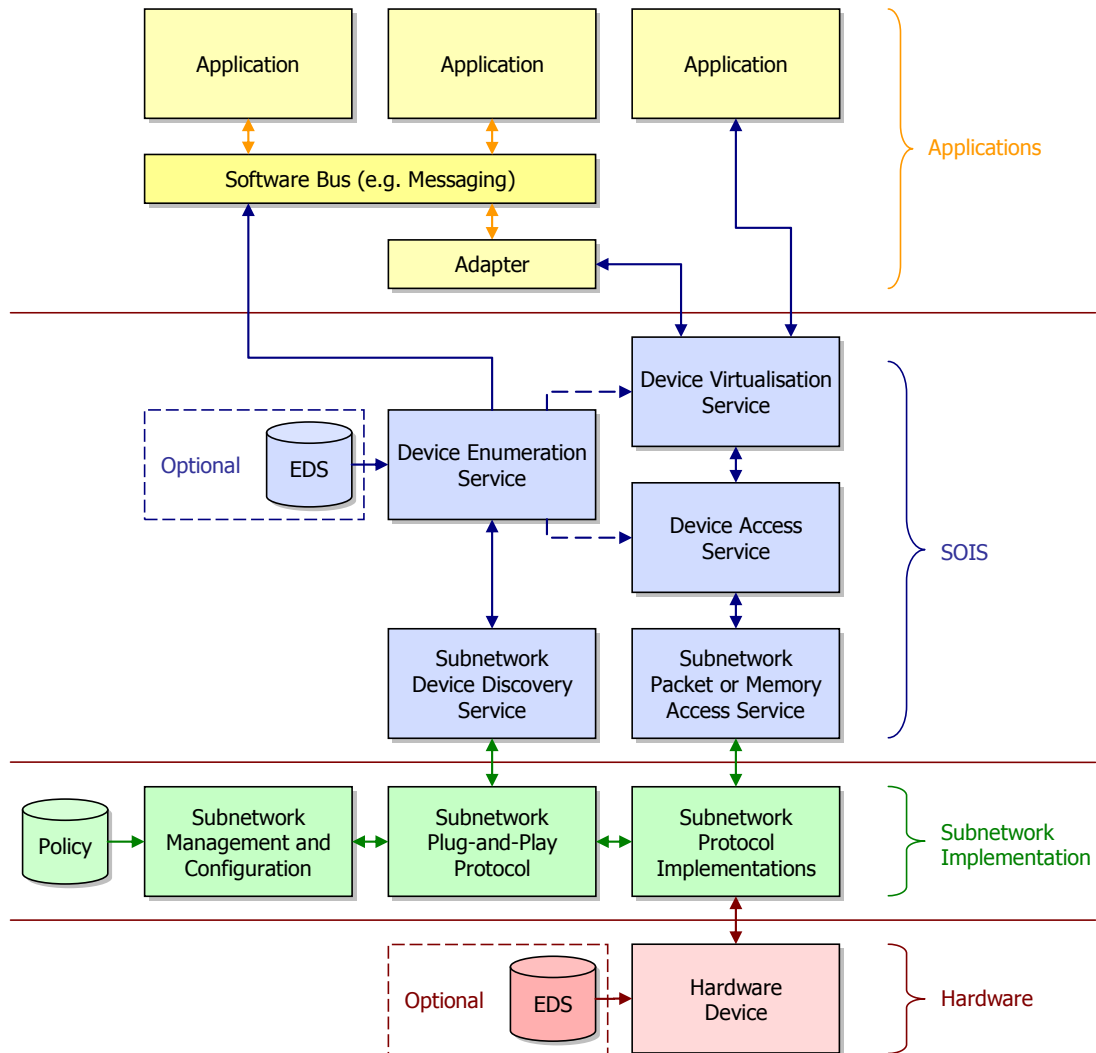 Application
Application
Application
Applications
Software Bus (e.g. Messaging)
Adapter
Device Virtualisation
Service
Optional
EDS
Device Enumeration
Service
Device Access
Service
SOIS
Subnetwork
Device Discovery
Service
Subnetwork
Packet or Memory
Access Service
Policy
Subnetwork
Management and
Configuration
Subnetwork
Plug-and-Play
Protocol
Subnetwork
Protocol
Implementations
Subnetwork
Implementation
Optional
EDS
Hardware
Device
Hardware